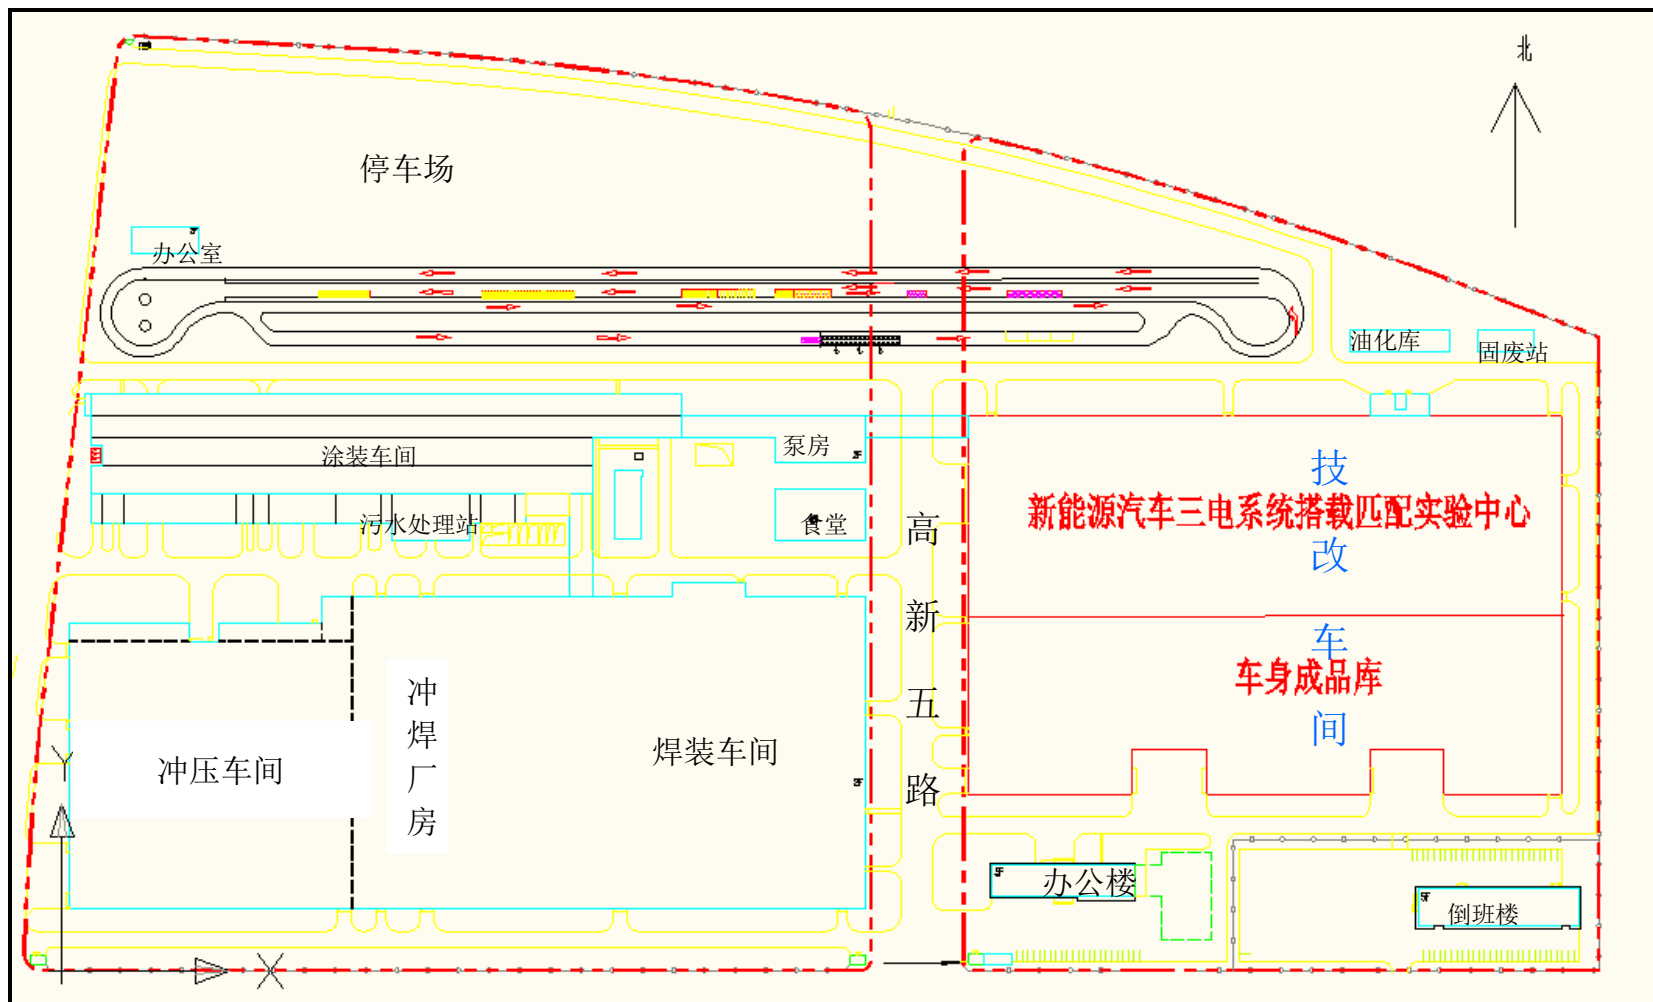 北
停车场
办公室
油化库
固废站
涂装车间
泵房
污水处理站
食堂
高新五路
技改车间
新能源汽车三电系统搭载匹配实验中心
车身成品库
冲压车间
冲焊厂房
焊装车间
办公楼
5F
倒班楼
5F
Y
X